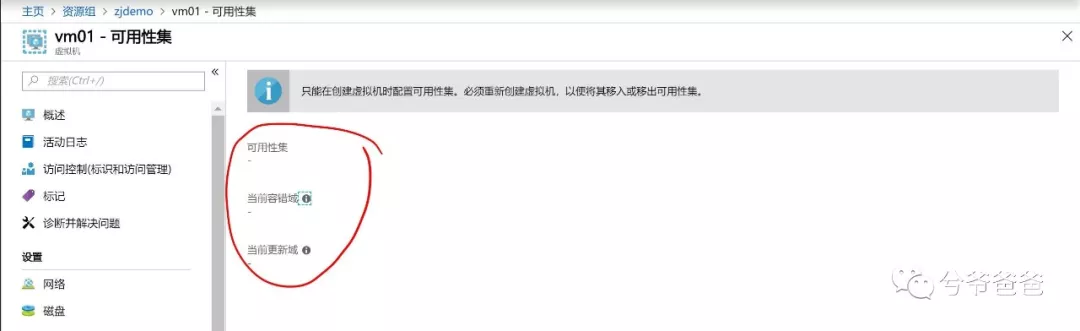 主页 > 资源组 > zjdemo > vm01 - 可用性集
vm01 - 可用性集
虚拟机
搜索(Ctrl+/)
概述
活动日志
访问控制(标识和访问管理)
标记
诊断并解决问题
设置
网络
磁盘
只能在创建虚拟机时配置可用性集。必须重新创建虚拟机，以便将其移入或移出可用性集。
可用性集
-
当前容错域
-
当前更新域
-
兮爷爸爸